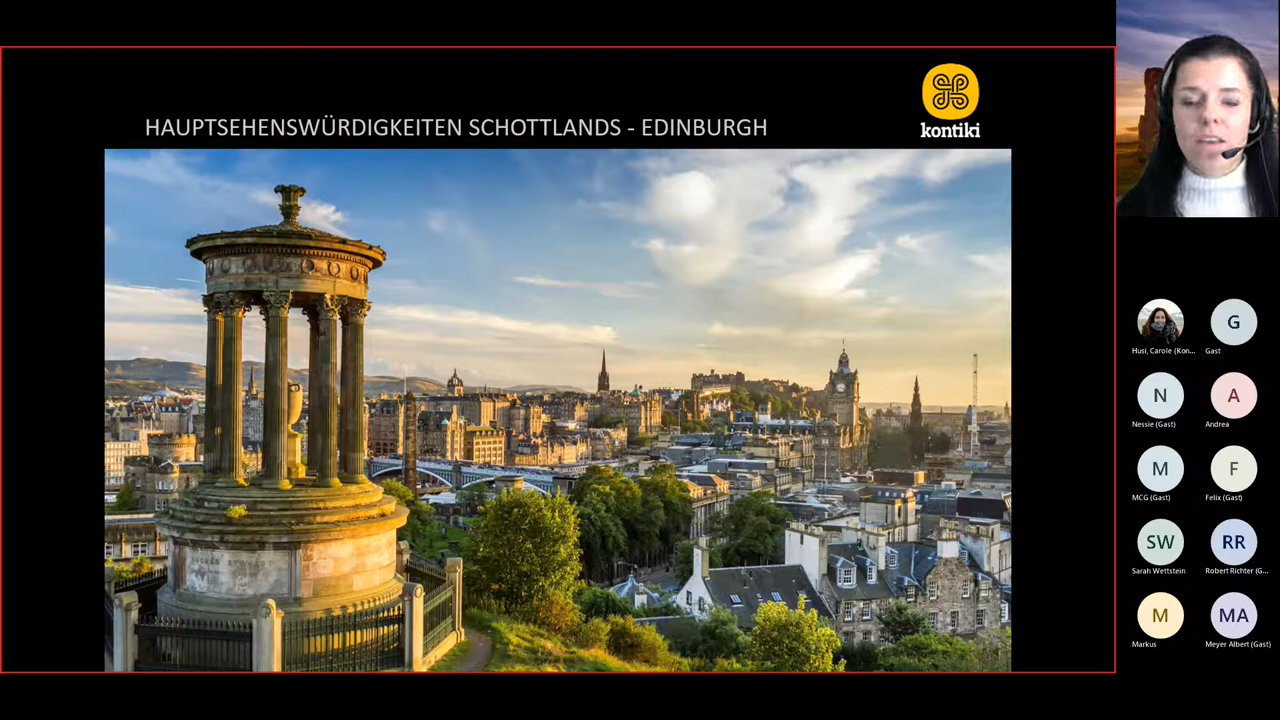 HAUPTSEHENSWÜRDIGKEITEN SCHOTTLANDS - EDINBURGH
kontiki
Husi, Carole (Kon...
G
Gast
N
Nessie (Gast)
A
Andrea
M
MCG (Gast)
F
Felix (Gast)
SW
Sarah Wettstein
RR
Robert Richter (G...
M
Markus
MA
Meyer Albert (Gast)